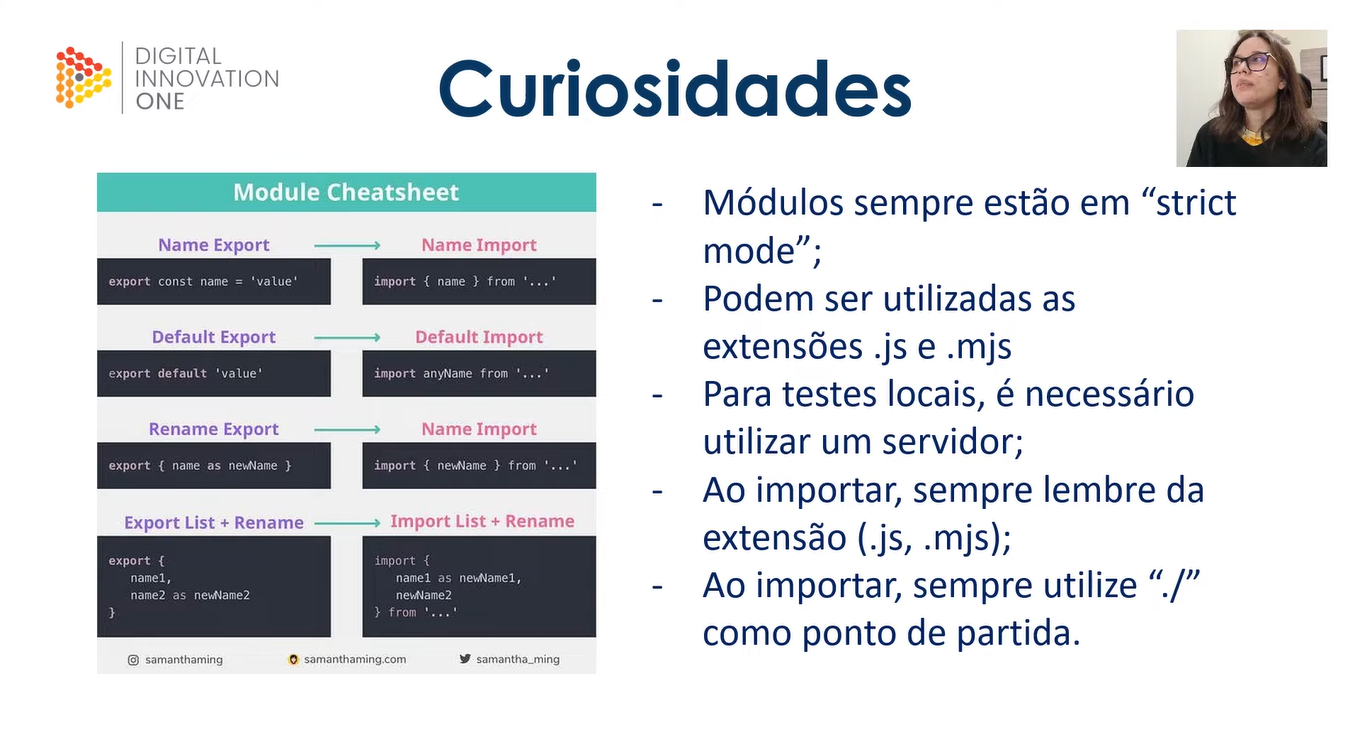 DIGITAL
INNOVATION
ONE
Curiosidades
Module Cheatsheet
Name Export
Name Import
export const name = 'value'
import { name } from '...'
Default Export
Default Import
export default 'value'
import anyName from '...'
Rename Export
Name Import
export { name as newName }
import { newName } from '...'
Export List + Rename
Import List + Rename
export {
name1,
name2 as newName2
}
import {
name1 as newName1,
newName2
} from '...'
samanthaming
samanthaming.com
samantha_ming
- Módulos sempre estão em “strict
mode”;
- Podem ser utilizadas as
extensões .js e .mjs
- Para testes locais, é necessário
utilizar um servidor;
- Ao importar, sempre lembre da
extensão (.js, .mjs);
- Ao importar, sempre utilize “./”
como ponto de partida.